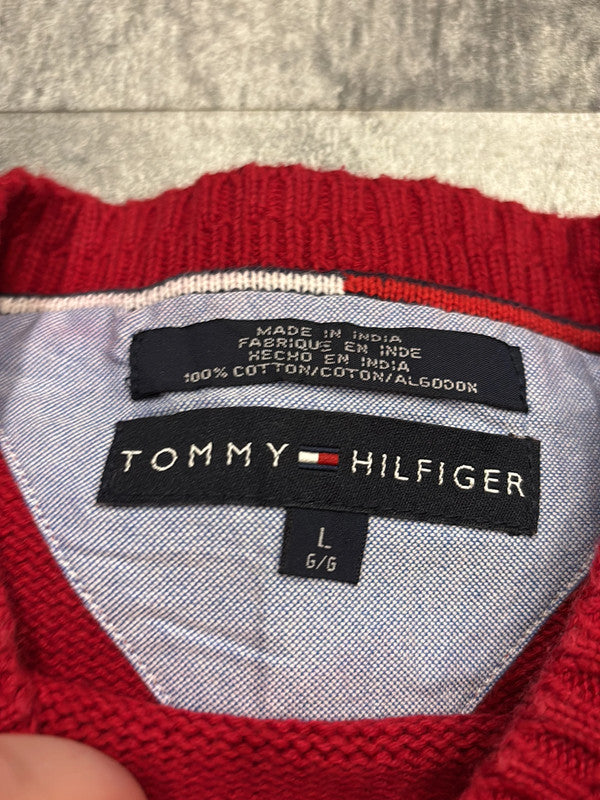 MADE IN INDIA
FABRIQUE EN INDE
HECHO EN INDIA
100% COTTON/COTON/ALGODON
TOMMY HILFIGER
L
G/G